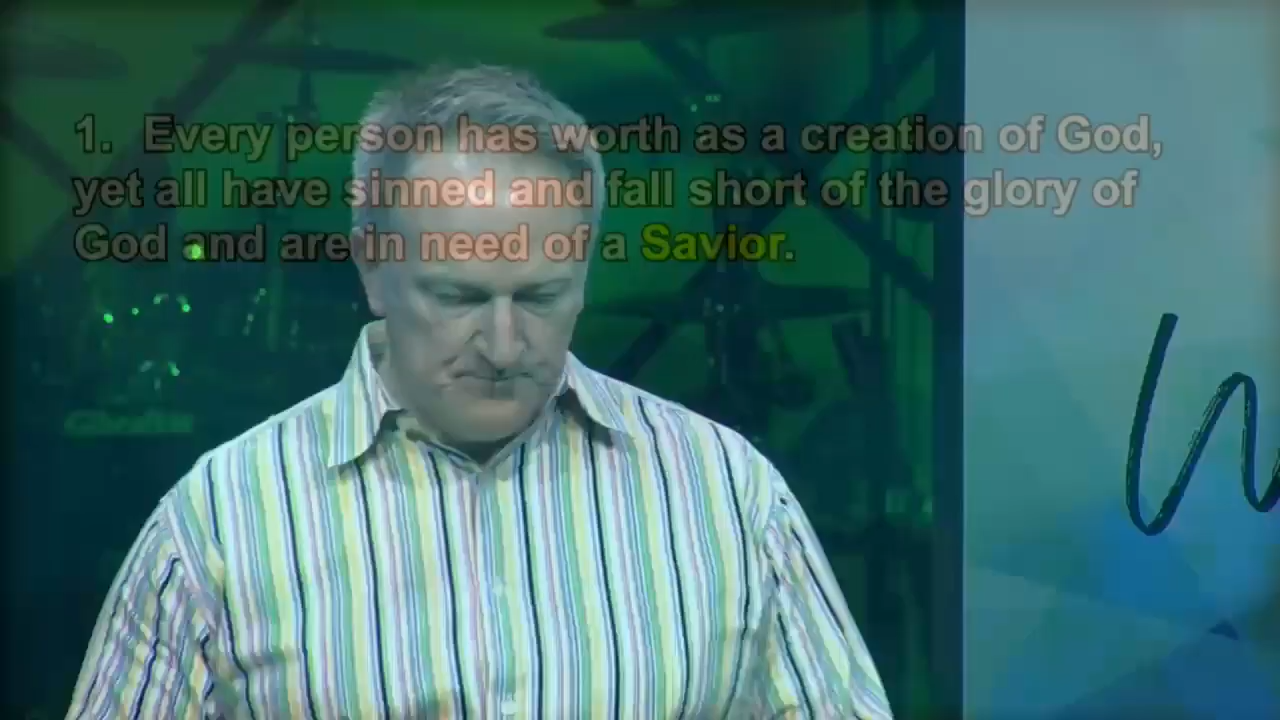 1. Every person has worth as a creation of God,
yet all have sinned and fall short of the glory of
God and are in need of a Savior.